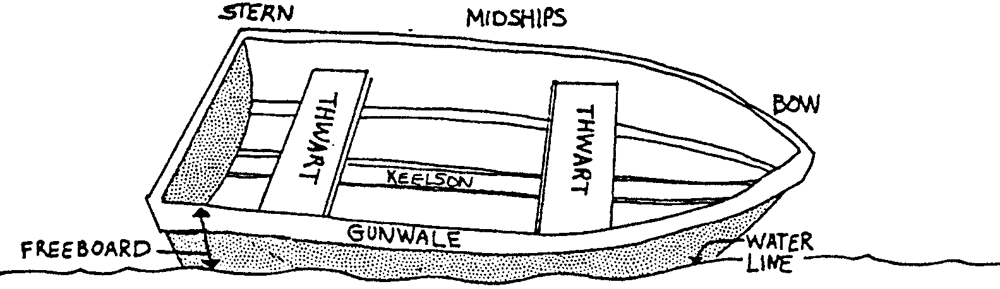 STERN
MIDSHIPS
BOW
THWART
THWART
KEELSON
GUNWALE
FREEBOARD
WATER
LINE